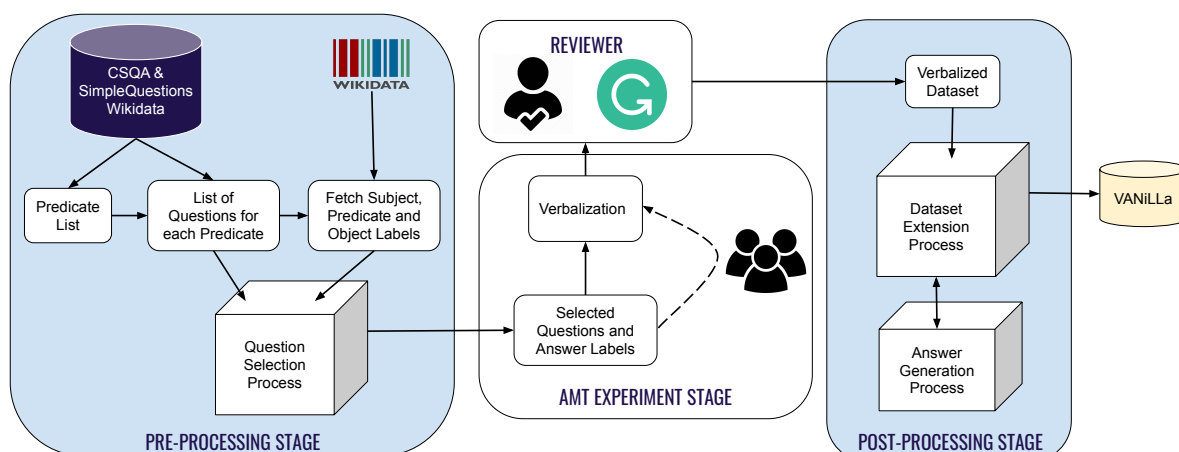 CSQA &
SimpleQuestions
Wikidata
WIKIDATA
Predicate
List
List of
Questions for
each Predicate
Fetch Subject,
Predicate and
Object Labels
Question
Selection
Process
PRE-PROCESSING STAGE
REVIEWER
Verbalization
Selected
Questions and
Answer Labels
AMT EXPERIMENT STAGE
Verbalized
Dataset
Dataset
Extension
Process
Answer
Generation
Process
POST-PROCESSING STAGE
VANiLLa